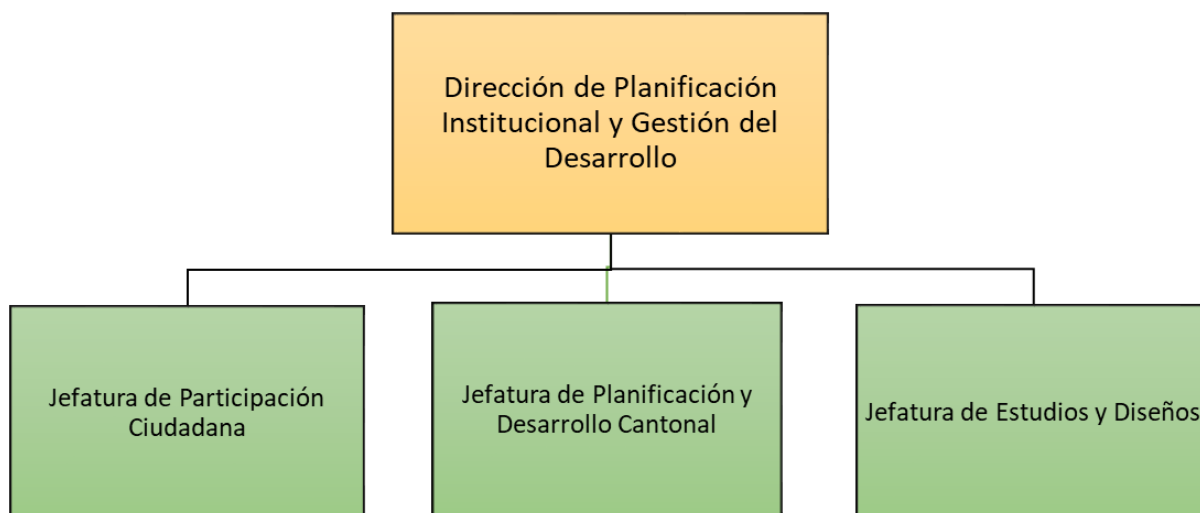 Dirección de Planificación
Institucional y Gestión del
Desarrollo
Jefatura de Participación
Ciudadana
Jefatura de Planificación y
Desarrollo Cantonal
Jefatura de Estudios y Diseños